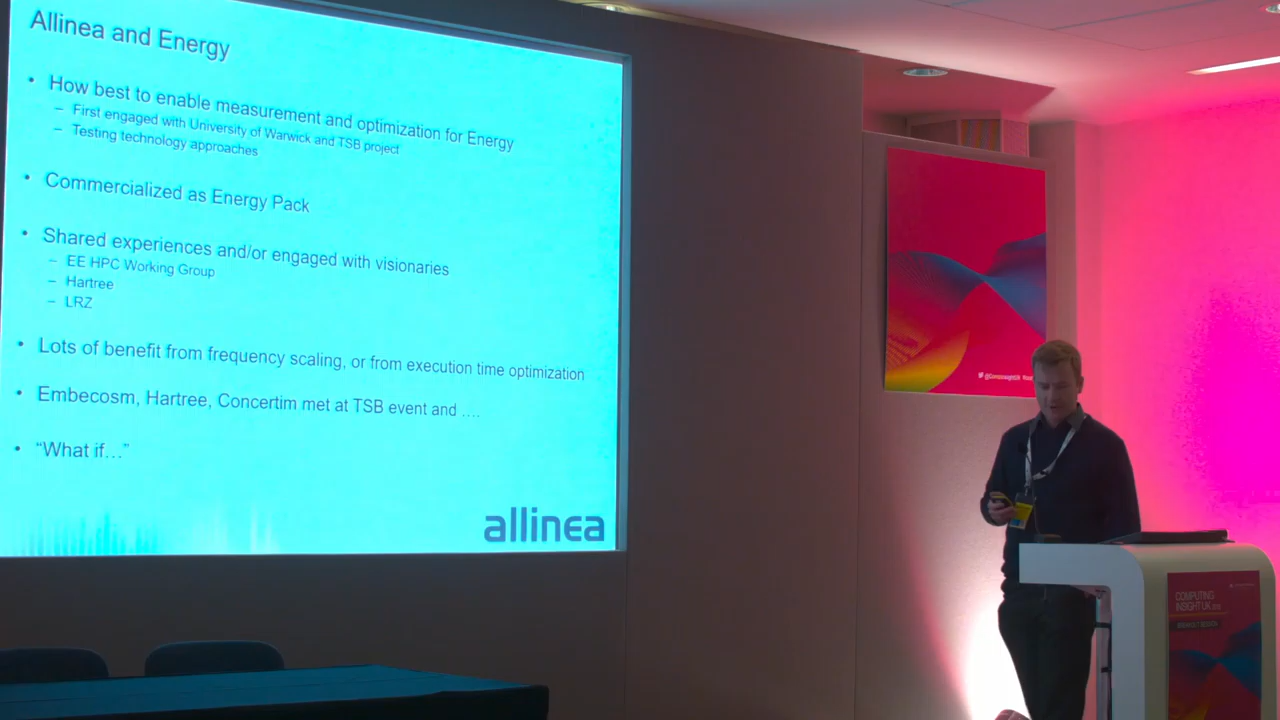 Allinea and Energy
• How best to enable measurement and optimization for Energy
– First engaged with University of Warwick and TSB project
– Testing technology approaches
• Commercialized as Energy Pack
• Shared experiences and/or engaged with visionaries
– EE HPC Working Group
– Hartree
– LRZ
• Lots of benefit from frequency scaling, or from execution time optimization
• Embecosm, Hartree, Concertim met at TSB event and ....
• “What if...”
allinea
COMPUTING
INSIGHT UK